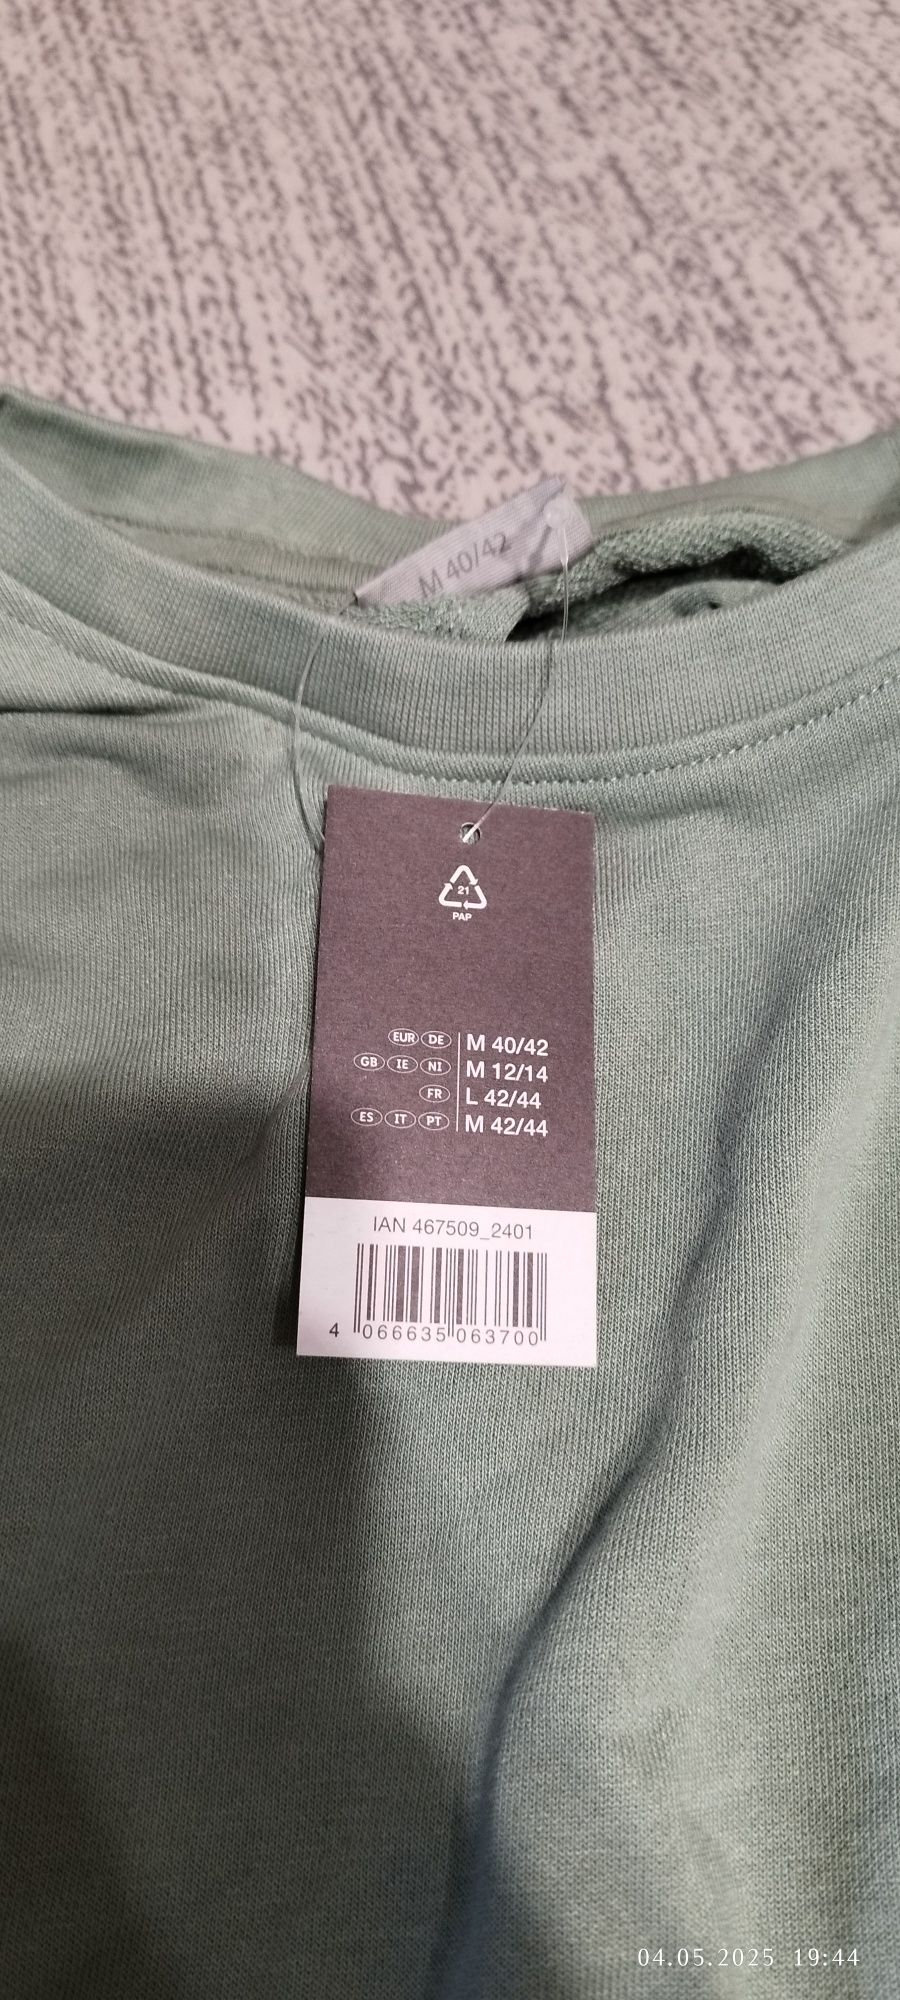 M 40/42
21
PAP
EUR DE M 40/42
GB IE NI M 12/14
FR L 42/44
ES IT PT M 42/44
IAN 467509_2401
4 066635 063700
04.05.2025 19:44